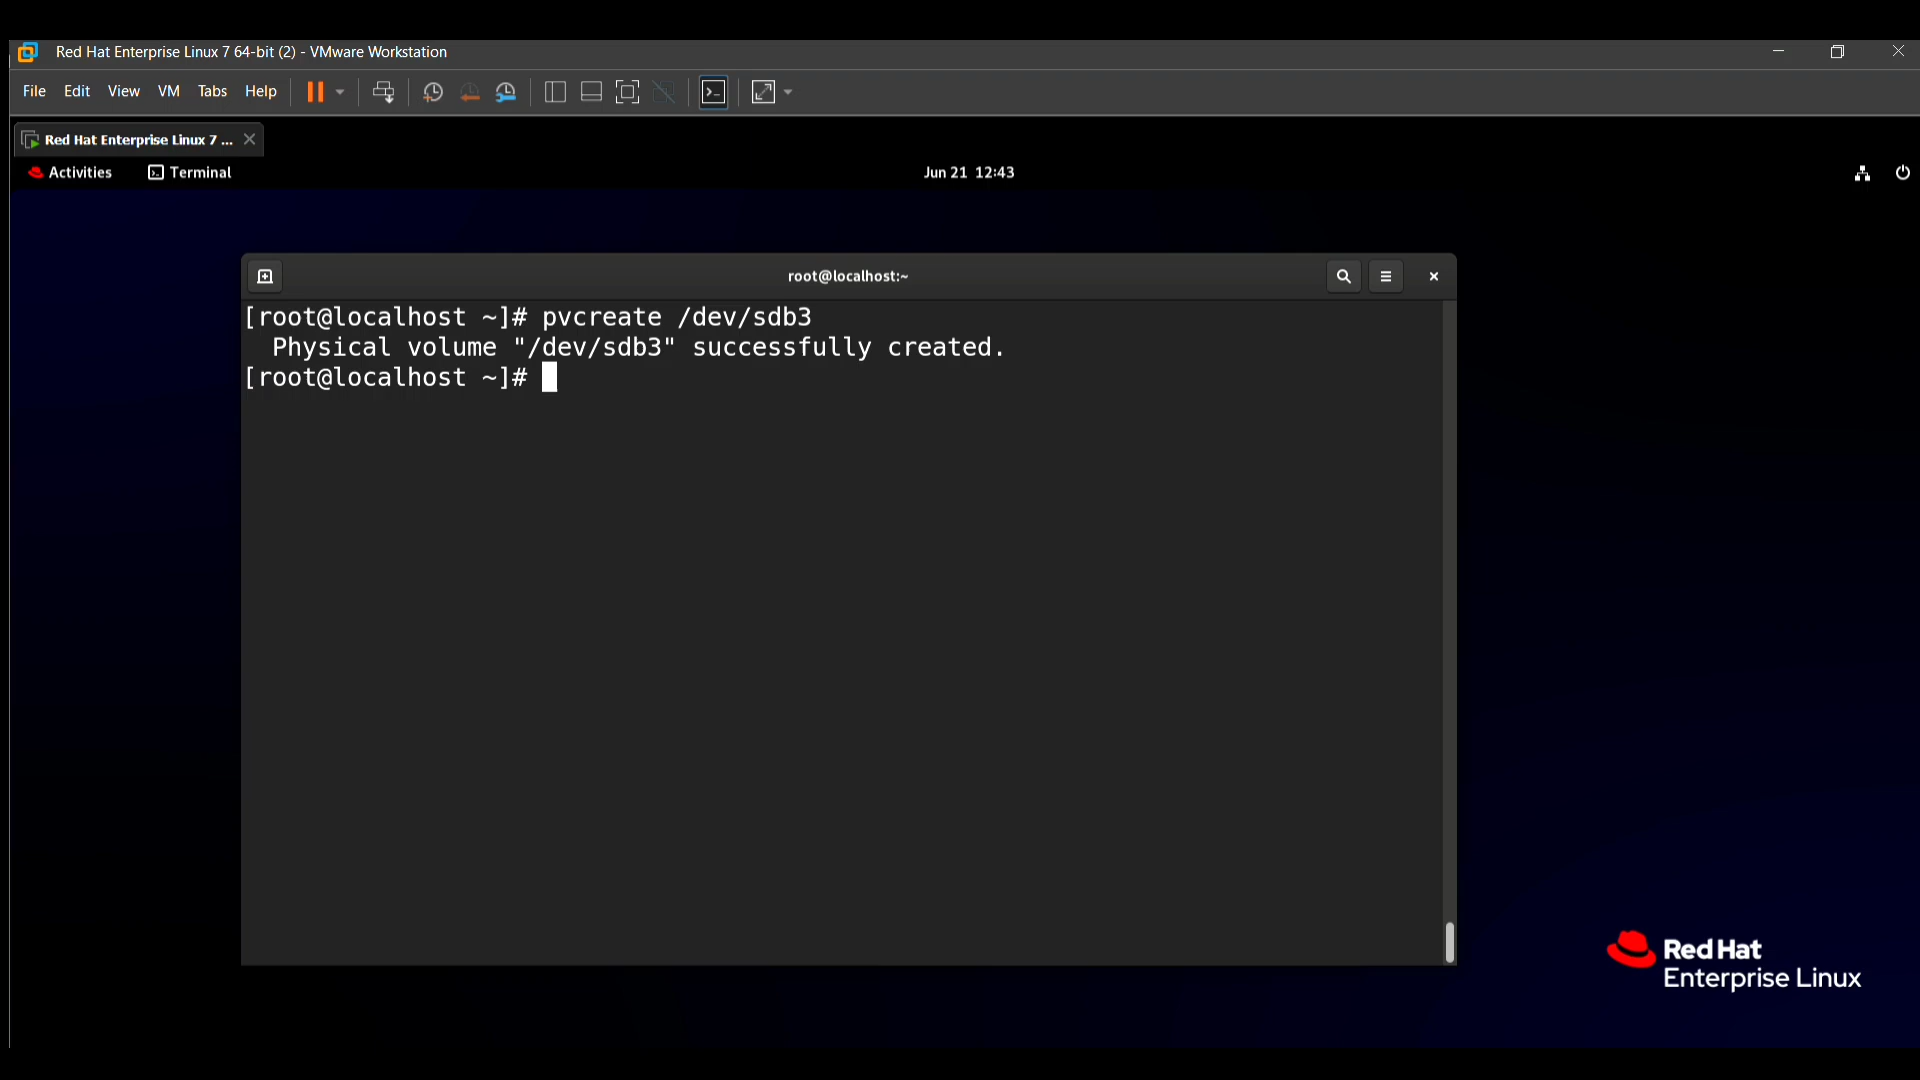 Red Hat Enterprise Linux 7 64-bit (2) - VMware Workstation
File Edit View VM Tabs Help
Red Hat Enterprise Linux 7 ...
Activities Terminal Jun 21 12:43
root@localhost:~
[root@localhost ~]# pvcreate /dev/sdb3
  Physical volume "/dev/sdb3" successfully created.
[root@localhost ~]#
Red Hat
Enterprise Linux